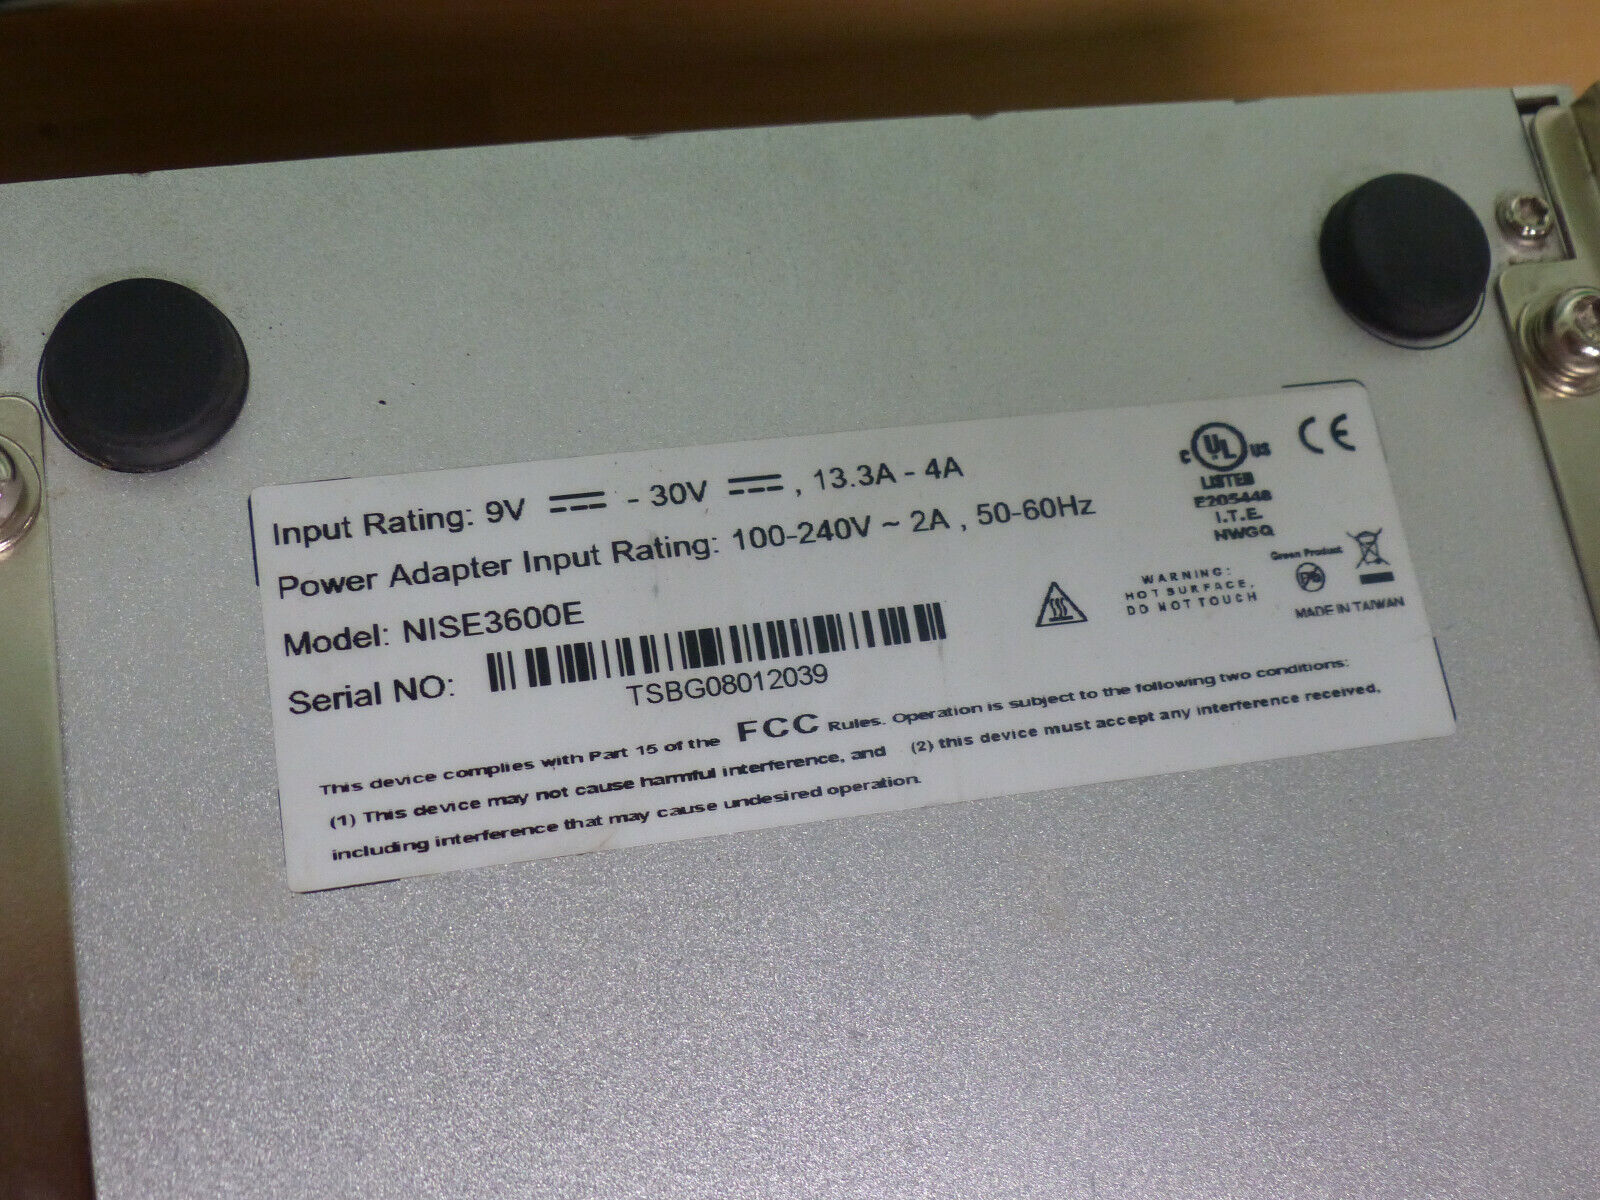 Input Rating: 9V ⎓ - 30V ⎓ , 13.3A - 4A
Power Adapter Input Rating: 100-240V ~ 2A , 50-60Hz
Model: NISE3600E
Serial NO:
TSBG08012039
This device complies with Part 15 of the FCC Rules. Operation is subject to the following two conditions:
(1) This device may not cause harmful interference, and (2) this device must accept any interference received,
including interference that may cause undesired operation.
C UL US
LISTED
E205448
I.T.E.
NWGQ
CE
WARNING:
HOT SURFACE,
DO NOT TOUCH
Green Product
Pb
MADE IN TAIWAN